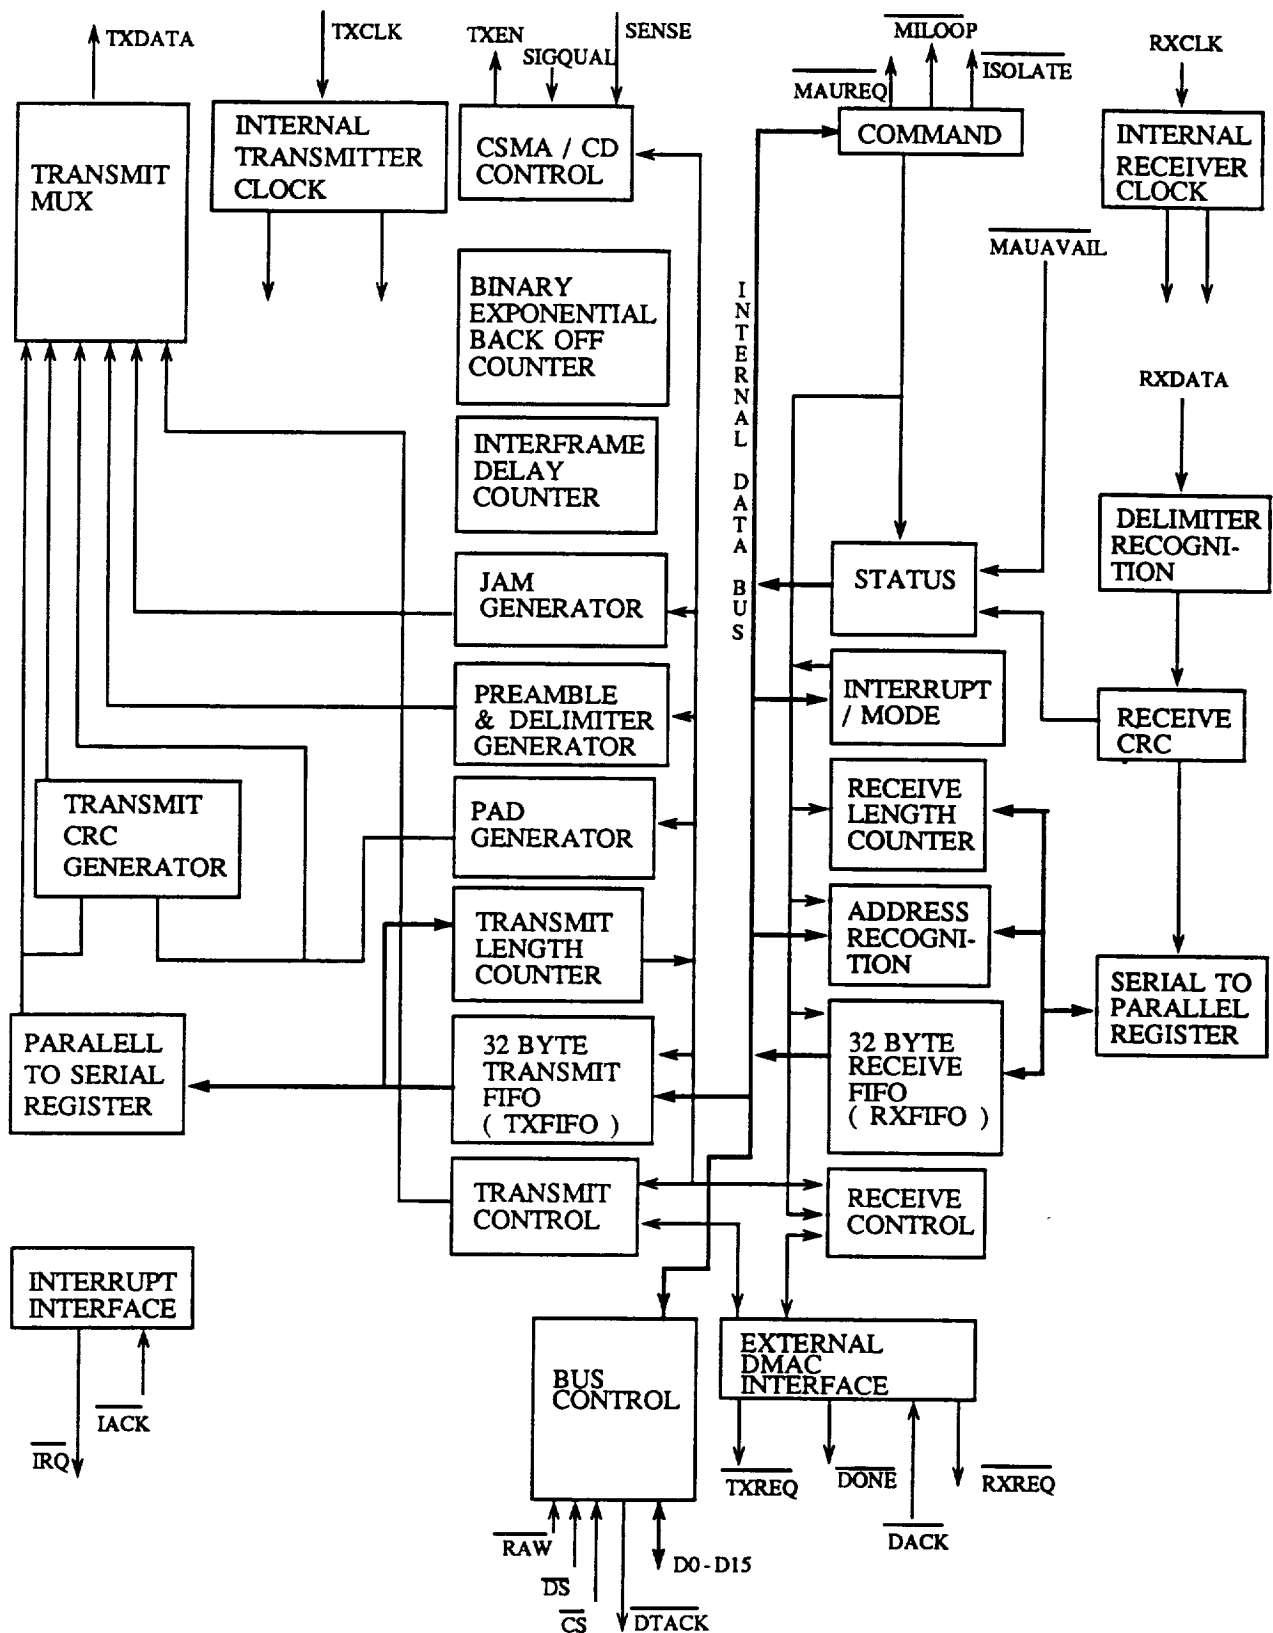 TXDATA
TXCLK
TXEN
SIGQUAL
SENSE
MILOOP
MAUREQ
ISOLATE
RXCLK
TRANSMIT
MUX
INTERNAL
TRANSMITTER
CLOCK
CSMA / CD
CONTROL
COMMAND
INTERNAL
RECEIVER
CLOCK
MAUAVAIL
BINARY
EXPONENTIAL
BACK OFF
COUNTER
INTERNAL DATA BUS
RXDATA
INTERFRAME
DELAY
COUNTER
DELIMITER
RECOGNI-
TION
JAM
GENERATOR
STATUS
PREAMBLE
& DELIMITER
GENERATOR
INTERRUPT
/ MODE
RECEIVE
CRC
TRANSMIT
CRC
GENERATOR
PAD
GENERATOR
RECEIVE
LENGTH
COUNTER
TRANSMIT
LENGTH
COUNTER
ADDRESS
RECOGNI-
TION
SERIAL TO
PARALLEL
REGISTER
PARALELL
TO SERIAL
REGISTER
32 BYTE
TRANSMIT
FIFO
( TXFIFO )
32 BYTE
RECEIVE
FIFO
( RXFIFO )
TRANSMIT
CONTROL
RECEIVE
CONTROL
INTERRUPT
INTERFACE
IACK
IRQ
BUS
CONTROL
EXTERNAL
DMAC
INTERFACE
TXREQ
DONE
RXREQ
DACK
RAW
DS
CS
DTACK
D0 - D15